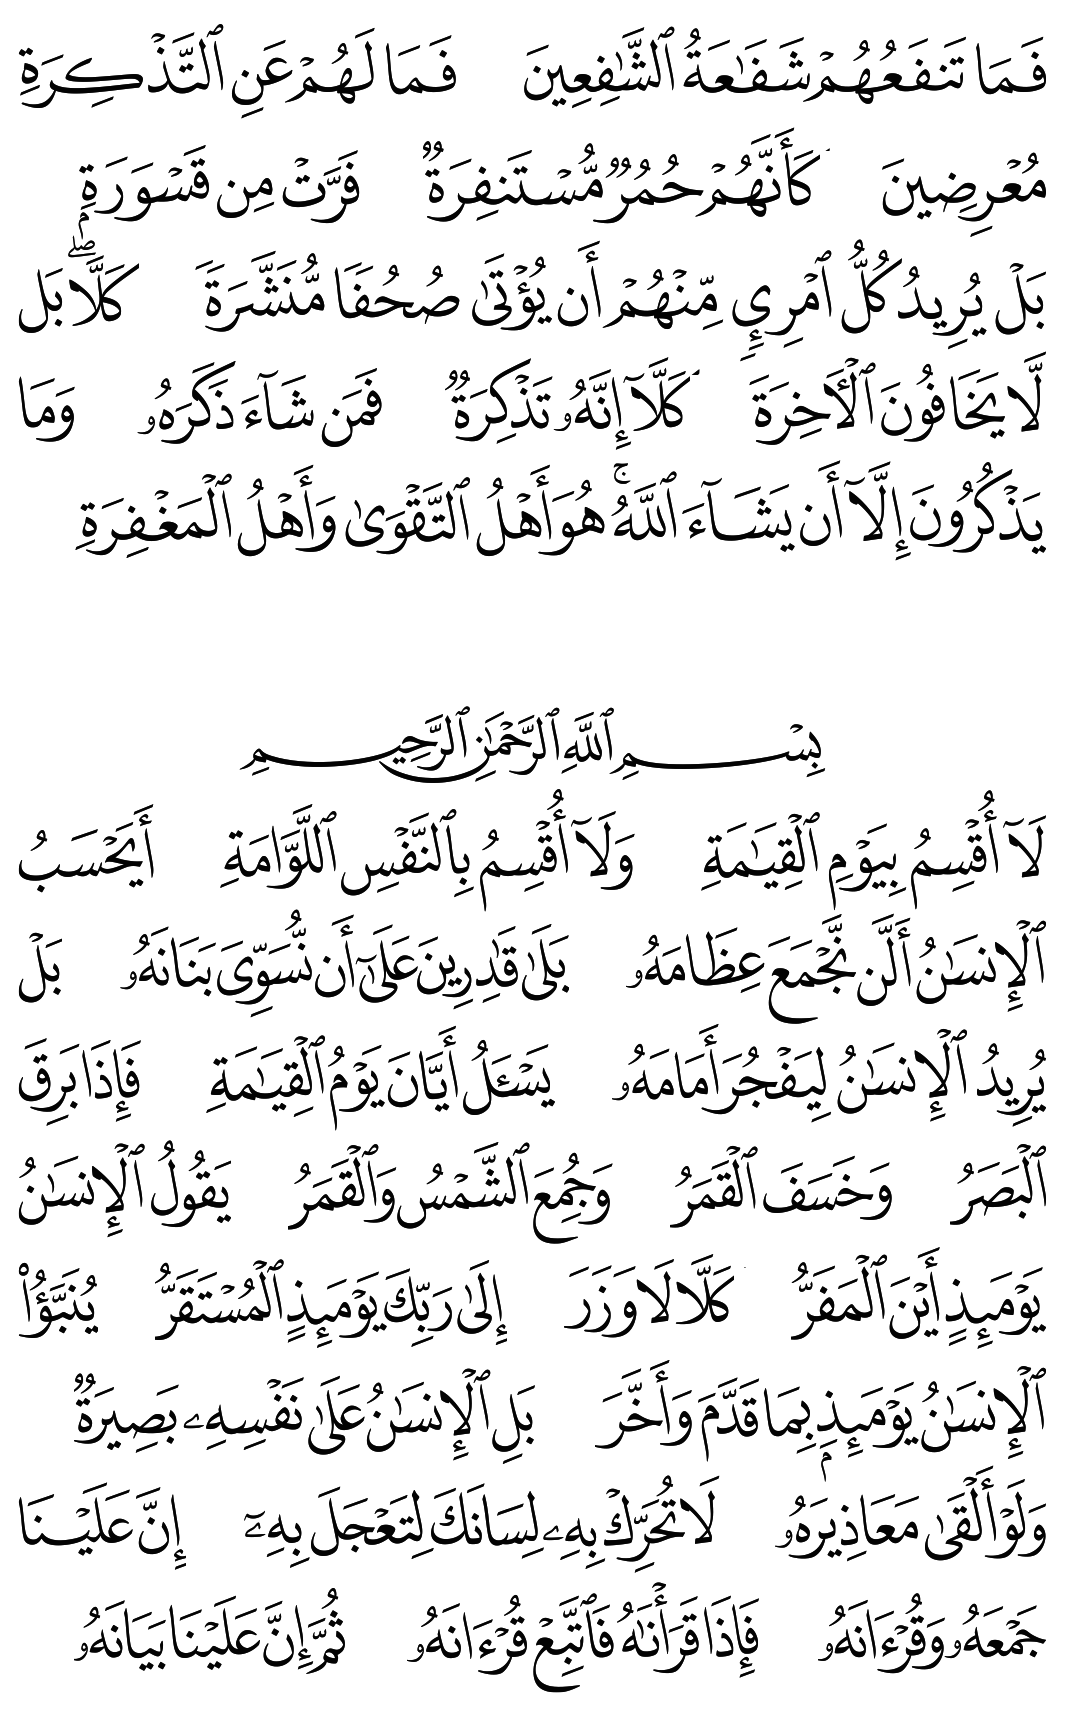 فَمَا تَنفَعُهُمْ شَفَٰعَةُ ٱلشَّٰفِعِينَ فَمَا لَهُمْ عَنِ ٱلتَّذْكِرَةِ
مُعْرِضِينَ كَأَنَّهُمْ حُمُرٌ مُّسْتَنفِرَةٌ فَرَّتْ مِن قَسْوَرَةٍۭ
بَلْ يُرِيدُ كُلُّ ٱمْرِئٍ مِّنْهُمْ أَن يُؤْتَىٰ صُحُفًا مُّنَشَّرَةً كَلَّاۖ بَل
لَّا يَخَافُونَ ٱلْأَخِرَةَ كَلَّآ إِنَّهُۥ تَذْكِرَةٌ فَمَن شَآءَ ذَكَرَهُۥ وَمَا
يَذْكُرُونَ إِلَّآ أَن يَشَآءَ ٱللَّهُۚ هُوَ أَهْلُ ٱلتَّقْوَىٰ وَأَهْلُ ٱلْمَغْفِرَةِ
بِسْمِ ٱللَّهِ ٱلرَّحْمَٰنِ ٱلرَّحِيمِ
لَآ أُقْسِمُ بِيَوْمِ ٱلْقِيَٰمَةِ وَلَآ أُقْسِمُ بِٱلنَّفْسِ ٱللَّوَّامَةِ أَيَحْسَبُ
ٱلْإِنسَٰنُ أَلَّن نَّجْمَعَ عِظَامَهُۥ بَلَىٰ قَٰدِرِينَ عَلَىٰٓ أَن نُّسَوِّىَ بَنَانَهُۥ بَلْ
يُرِيدُ ٱلْإِنسَٰنُ لِيَفْجُرَ أَمَامَهُۥ يَسْـَٔلُ أَيَّانَ يَوْمُ ٱلْقِيَٰمَةِ فَإِذَا بَرِقَ
ٱلْبَصَرُ وَخَسَفَ ٱلْقَمَرُ وَجُمِعَ ٱلشَّمْسُ وَٱلْقَمَرُ يَقُولُ ٱلْإِنسَٰنُ
يَوْمَئِذٍ أَيْنَ ٱلْمَفَرُّ كَلَّا لَا وَزَرَ إِلَىٰ رَبِّكَ يَوْمَئِذٍ ٱلْمُسْتَقَرُّ يُنَبَّؤُا۟
ٱلْإِنسَٰنُ يَوْمَئِذٍۭ بِمَا قَدَّمَ وَأَخَّرَ بَلِ ٱلْإِنسَٰنُ عَلَىٰ نَفْسِهِۦ بَصِيرَةٌ
وَلَوْ أَلْقَىٰ مَعَاذِيرَهُۥ لَا تُحَرِّكْ بِهِۦ لِسَانَكَ لِتَعْجَلَ بِهِۦٓ إِنَّ عَلَيْنَا
جَمْعَهُۥ وَقُرْءَانَهُۥ فَإِذَا قَرَأْنَٰهُ فَٱتَّبِعْ قُرْءَانَهُۥ ثُمَّ إِنَّ عَلَيْنَا بَيَانَهُۥ